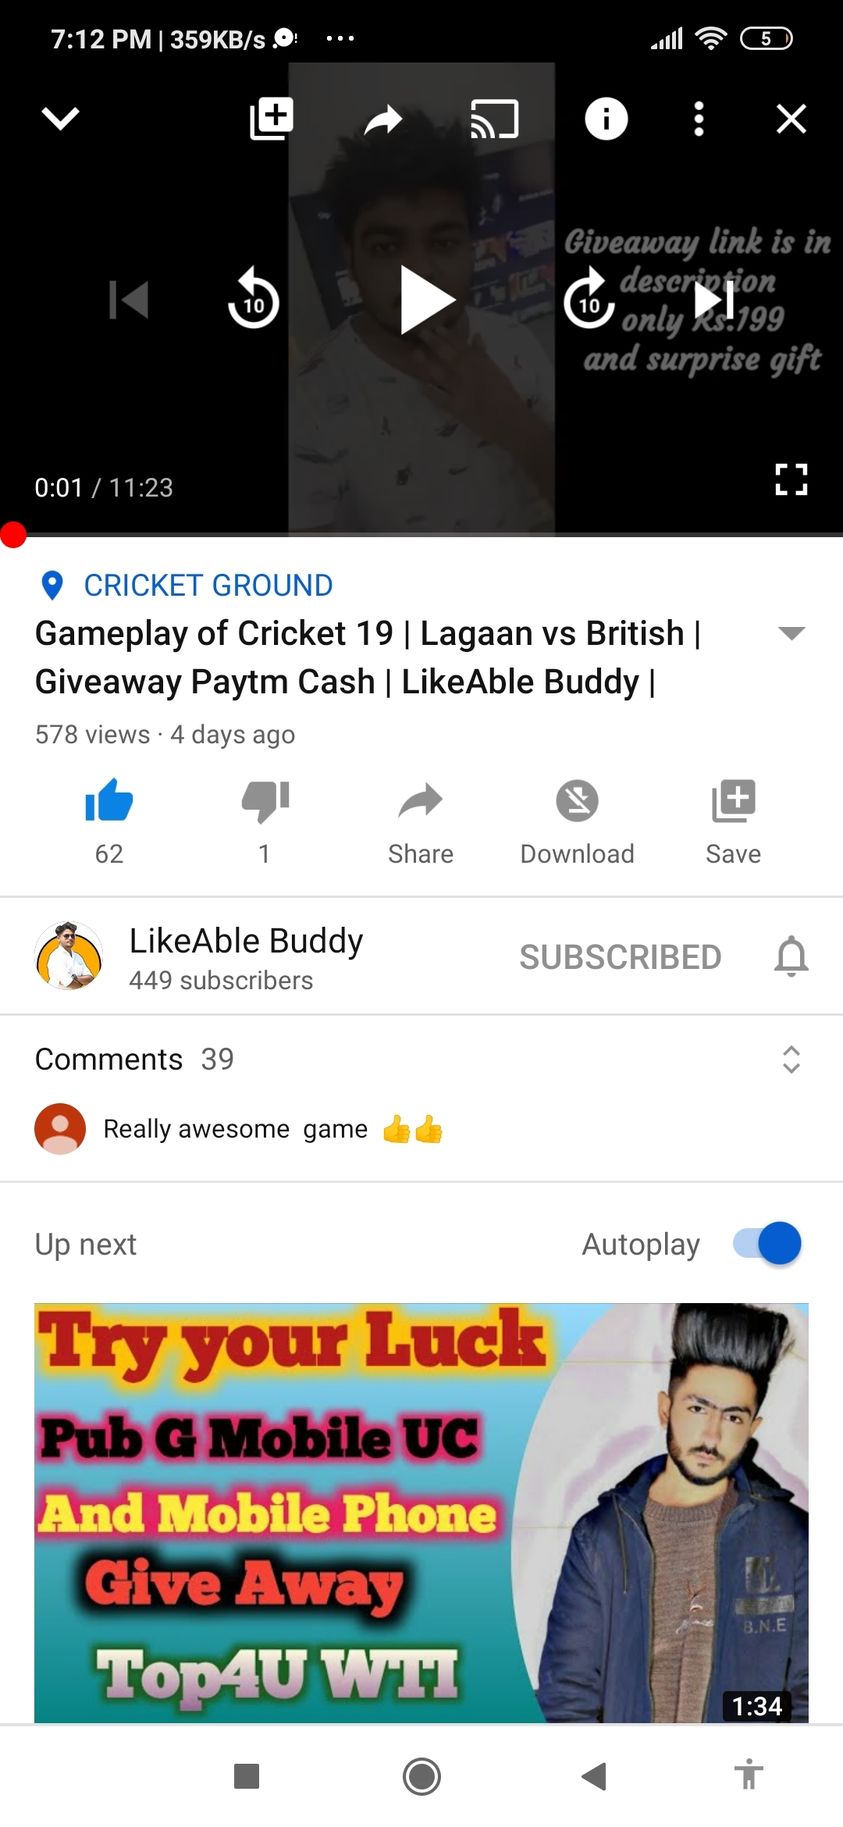 7:12 PM | 359KB/s
5
Giveaway link is in
description
only Rs.199
and surprise gift
10
10
0:01 / 11:23
CRICKET GROUND
Gameplay of Cricket 19 | Lagaan vs British |
Giveaway Paytm Cash | LikeAble Buddy |
578 views · 4 days ago
62
1
Share
Download
Save
LikeAble Buddy
449 subscribers
SUBSCRIBED
Comments 39
Really awesome game 👍👍
Up next
Autoplay
Try your Luck
Pub G Mobile UC
And Mobile Phone
Give Away
Top4U WTI
B.N.E
1:34